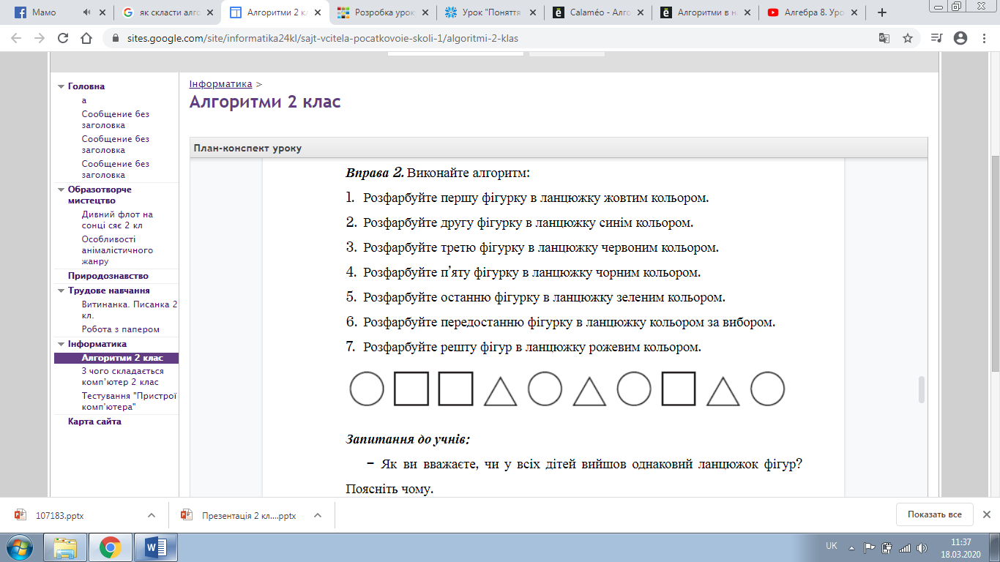 Мамо
як скласти алго
Алгоритми 2 кл
Розробка уроку
Урок "Поняття
Calaméo - Алго
Алгоритми в на
Алгебра 8. Уро
sites.google.com/site/informatika24kl/sajt-vcitela-pocatkovoie-skoli-1/algoritmi-2-klas
Головна
а
Сообщение без
заголовка
Сообщение без
заголовка
Сообщение без
заголовка
Образотворче
мистецтво
Дивний флот на
сонці сяє 2 кл
Особливості
анімалістичного
жанру
Природознавство
Трудове навчання
Витинанка. Писанка 2
кл.
Робота з папером
Інформатика
Алгоритми 2 клас
З чого складається
комп'ютер 2 клас
Тестування "Пристрої
комп'ютера"
Карта сайта
Інформатика >
Алгоритми 2 клас
План-конспект уроку
Вправа 2. Виконайте алгоритм:
1. Розфарбуйте першу фігурку в ланцюжку жовтим кольором.
2. Розфарбуйте другу фігурку в ланцюжку синім кольором.
3. Розфарбуйте третю фігурку в ланцюжку червоним кольором.
4. Розфарбуйте п’яту фігурку в ланцюжку чорним кольором.
5. Розфарбуйте останню фігурку в ланцюжку зеленим кольором.
6. Розфарбуйте передостанню фігурку в ланцюжку кольором за вибором.
7. Розфарбуйте решту фігур в ланцюжку рожевим кольором.
Запитання до учнів:
– Як ви вважаєте, чи у всіх дітей вийшов однаковий ланцюжок фігур?
Поясніть чому.
107183.pptx
Презентація 2 кл....pptx
Показать все
UK
11:37
18.03.2020